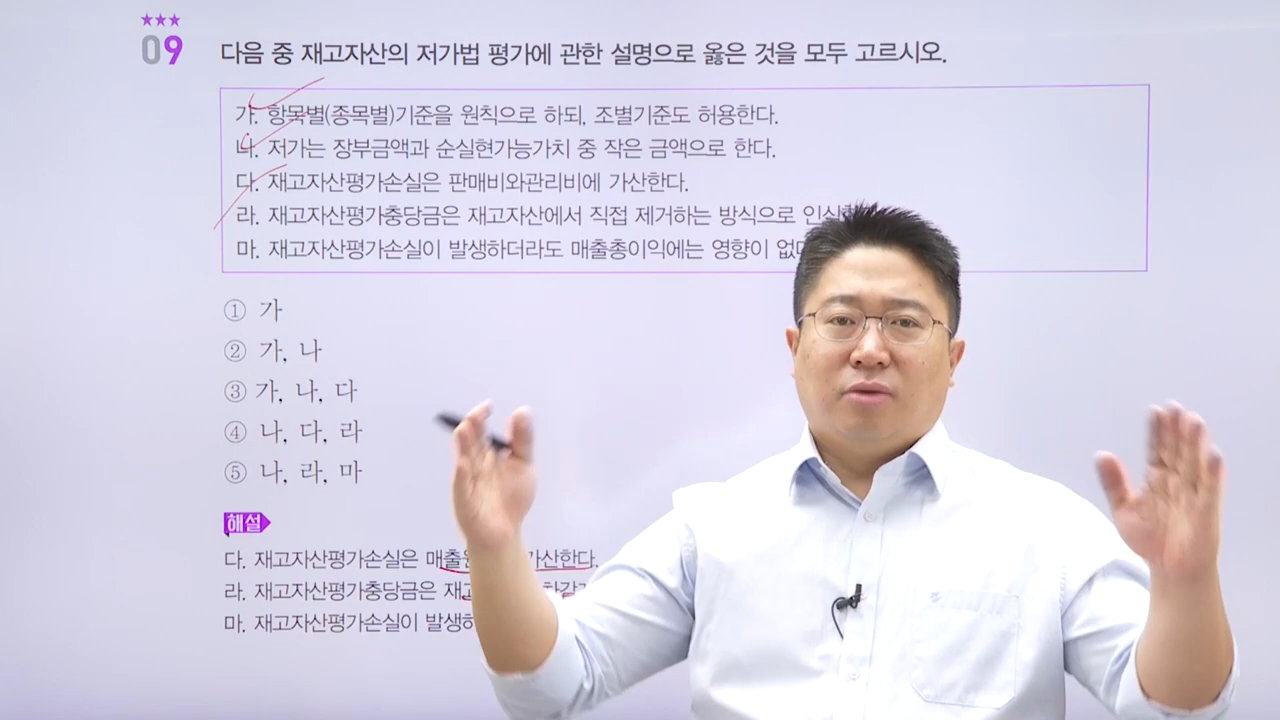 ★★★
09 다음 중 재고자산의 저가법 평가에 관한 설명으로 옳은 것을 모두 고르시오.
가. 항목별(종목별)기준을 원칙으로 하되, 조별기준도 허용한다.
나. 저가는 장부금액과 순실현가능가치 중 작은 금액으로 한다.
다. 재고자산평가손실은 판매비와관리비에 가산한다.
라. 재고자산평가충당금은 재고자산에서 직접 제거하는 방식으로
마. 재고자산평가손실이 발생하더라도 매출총이익에는 영향이
① 가
② 가, 나
③ 가, 나, 다
④ 나, 다, 라
⑤ 나, 라, 마
해설
다. 재고자산평가손실은 가산한다.
라. 재고자산평가충당금은
마. 재고자산평가손실이